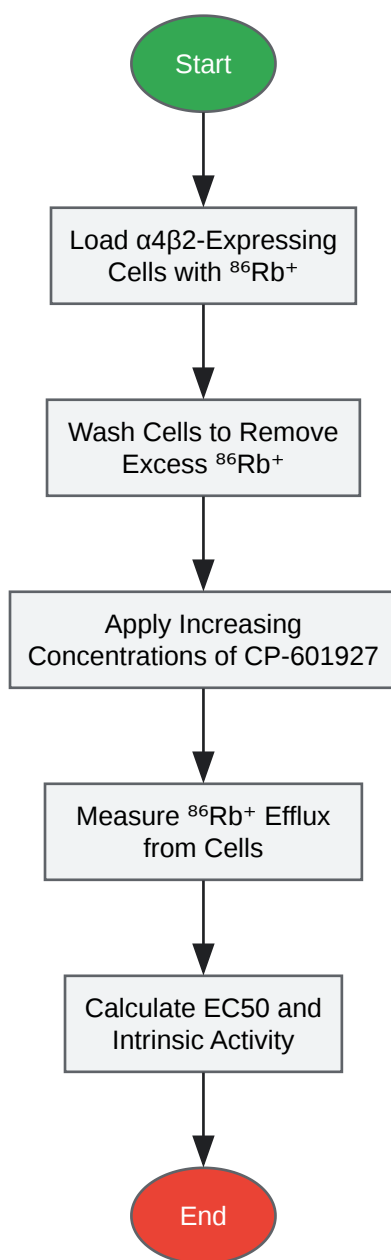 Start
Load α4β2-Expressing
Cells with ⁸⁶Rb⁺
Wash Cells to Remove
Excess ⁸⁶Rb⁺
Apply Increasing
Concentrations of CP-601927
Measure ⁸⁶Rb⁺ Efflux
from Cells
Calculate EC50 and
Intrinsic Activity
End